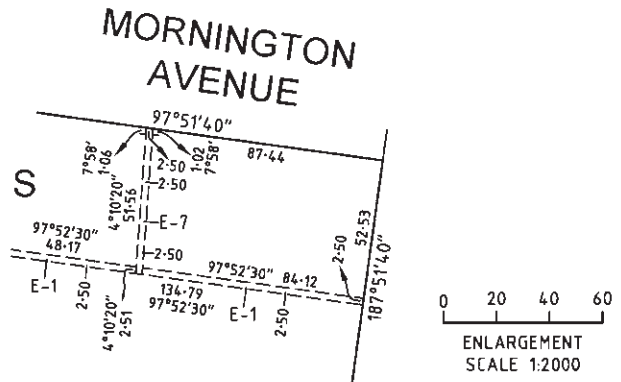 MORNINGTON
AVENUE
97°51'40"
7°58'
1·06
2·50
1·02
7°58'
87·44
2·50
S
4°10'20"
51·56
E-7
52·53
97°52'30"
48·17
2·50
97°52'30"
84·12
2·50
187°51'40"
E-1
2·50
4°10'20"
2·51
134·79
97°52'30"
E-1
2·50
0 20 40 60
ENLARGEMENT
SCALE 1:2000